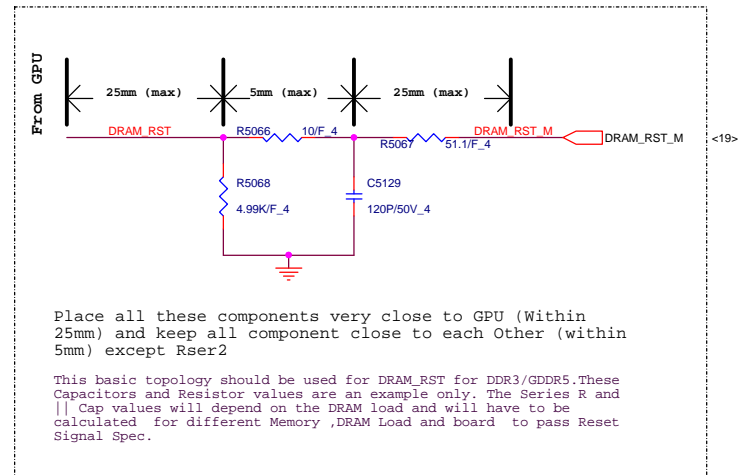 From GPU
25mm (max)
5mm (max)
25mm (max)
DRAM_RST
R5066
10/F_4
R5067
51.1/F_4
DRAM_RST_M
DRAM_RST_M
<19>
R5068
4.99K/F_4
C5129
120P/50V_4
Place all these components very close to GPU (Within
25mm) and keep all component close to each Other (within
5mm) except Rser2
This basic topology should be used for DRAM_RST for DDR3/GDDR5.These
Capacitors and Resistor values are an example only. The Series R and
|| Cap values will depend on the DRAM load and will have to be
calculated for different Memory ,DRAM Load and board to pass Reset
Signal Spec.